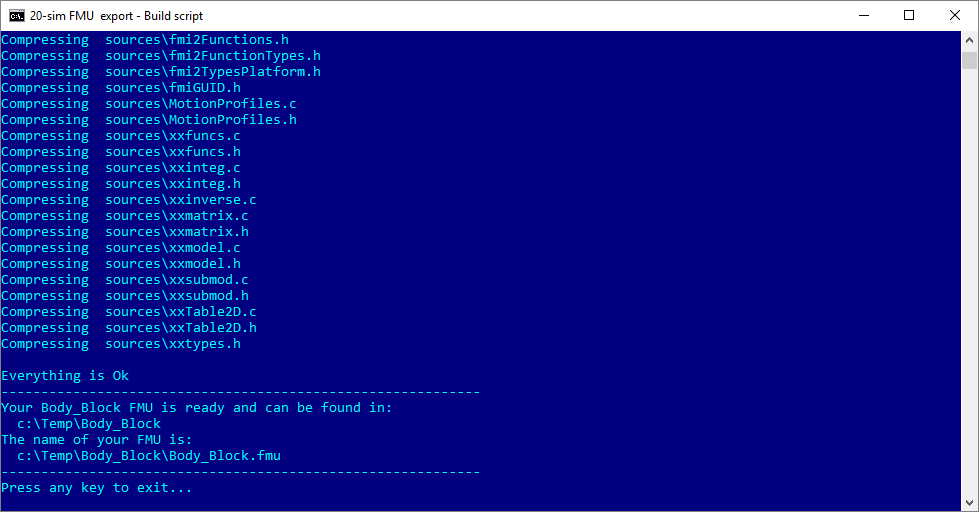 20-sim FMU  export - Build script
Compressing  sources\fmi2Functions.h
Compressing  sources\fmi2FunctionTypes.h
Compressing  sources\fmi2TypesPlatform.h
Compressing  sources\fmiGUID.h
Compressing  sources\MotionProfiles.c
Compressing  sources\MotionProfiles.h
Compressing  sources\xxfuncs.c
Compressing  sources\xxfuncs.h
Compressing  sources\xxinteg.c
Compressing  sources\xxinteg.h
Compressing  sources\xxinverse.c
Compressing  sources\xxmatrix.c
Compressing  sources\xxmatrix.h
Compressing  sources\xxmodel.c
Compressing  sources\xxmodel.h
Compressing  sources\xxsubmod.c
Compressing  sources\xxsubmod.h
Compressing  sources\xxTable2D.c
Compressing  sources\xxTable2D.h
Compressing  sources\xxtypes.h
Everything is Ok
------------------------------------------------------------
Your Body_Block FMU is ready and can be found in:
  c:\Temp\Body_Block
The name of your FMU is:
  c:\Temp\Body_Block\Body_Block.fmu
------------------------------------------------------------
Press any key to exit...